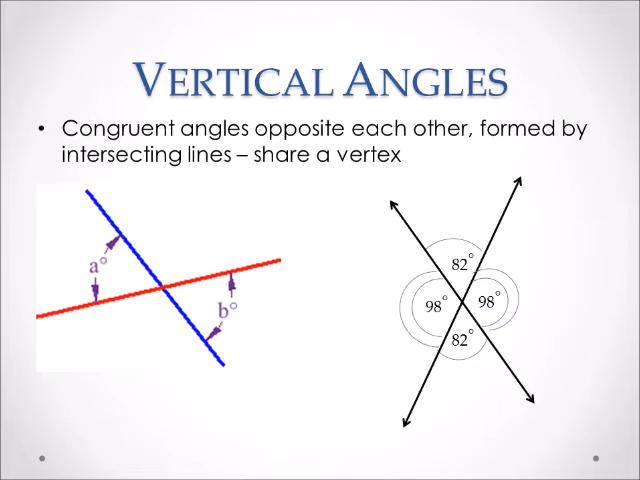 VERTICAL ANGLES
• Congruent angles opposite each other, formed by
intersecting lines – share a vertex
a°
b°
82°
98°
98°
82°